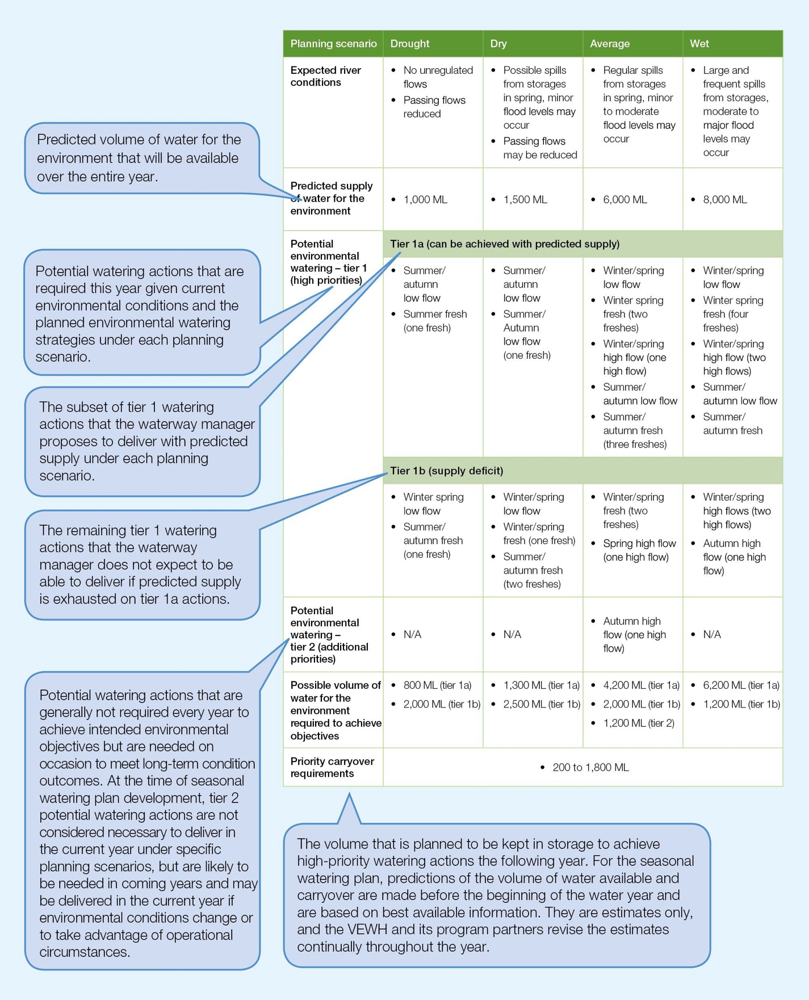 Planning scenario
Drought
Dry
Average
Wet
Expected river
conditions
• No unregulated
flows
• Passing flows
reduced
• Possible spills
from storages
in spring, minor
flood levels may
occur
• Passing flows
may be reduced
• Regular spills
from storages
in spring, minor
to moderate
flood levels may
occur
• Large and
frequent spills
from storages,
moderate to
major flood
levels may
occur
Predicted volume of water for the
environment that will be available
over the entire year.
Predicted supply
of water for the
environment
• 1,000 ML
• 1,500 ML
• 6,000 ML
• 8,000 ML
Potential
environmental
watering – tier 1
(high priorities)
Tier 1a (can be achieved with predicted supply)
• Summer/
autumn
low flow
• Summer fresh
(one fresh)
• Summer/
autumn
low flow
• Summer/
Autumn
low flow
(one fresh)
• Winter/spring
low flow
• Winter spring
fresh (two
freshes)
• Winter/spring
high flow (one
high flow)
• Summer/
autumn low flow
• Summer/
autumn fresh
(three freshes)
• Winter/spring
low flow
• Winter spring
fresh (four
freshes)
• Winter/spring
high flow (two
high flows)
• Summer/
autumn low flow
• Summer/
autumn fresh
Potential watering actions that are
required this year given current
environmental conditions and the
planned environmental watering
strategies under each planning
scenario.
The subset of tier 1 watering
actions that the waterway manager
proposes to deliver with predicted
supply under each planning
scenario.
Tier 1b (supply deficit)
• Winter spring
low flow
• Summer/
autumn fresh
(one fresh)
• Winter/spring
low flow
• Winter/spring
fresh (one fresh)
• Summer/
autumn fresh
(two freshes)
• Winter/spring
fresh (two
freshes)
• Spring high flow
(one high flow)
• Winter/spring
high flows (two
high flows)
• Autumn high
flow (one high
flow)
The remaining tier 1 watering
actions that the waterway
manager does not expect to be
able to deliver if predicted supply
is exhausted on tier 1a actions.
Potential
environmental
watering –
tier 2 (additional
priorities)
• N/A
• N/A
• Autumn high
flow (one high
flow)
• N/A
Possible volume of
water for the
environment
required to achieve
objectives
• 800 ML (tier 1a)
• 2,000 ML (tier 1b)
• 1,300 ML (tier 1a)
• 2,500 ML (tier 1b)
• 4,200 ML (tier 1a)
• 2,000 ML (tier 1b)
• 1,200 ML (tier 2)
• 6,200 ML (tier 1a)
• 1,200 ML (tier 1b)
Priority carryover
requirements
• 200 to 1,800 ML
Potential watering actions that are
generally not required every year to
achieve intended environmental
objectives but are needed on
occasion to meet long-term condition
outcomes. At the time of seasonal
watering plan development, tier 2
potential watering actions are not
considered necessary to deliver in
the current year under specific
planning scenarios, but are likely to
be needed in coming years and may
be delivered in the current year if
environmental conditions change or
to take advantage of operational
circumstances.
The volume that is planned to be kept in storage to achieve
high-priority watering actions the following year. For the seasonal
watering plan, predictions of the volume of water available and
carryover are made before the beginning of the water year and
are based on best available information. They are estimates only,
and the VEWH and its program partners revise the estimates
continually throughout the year.